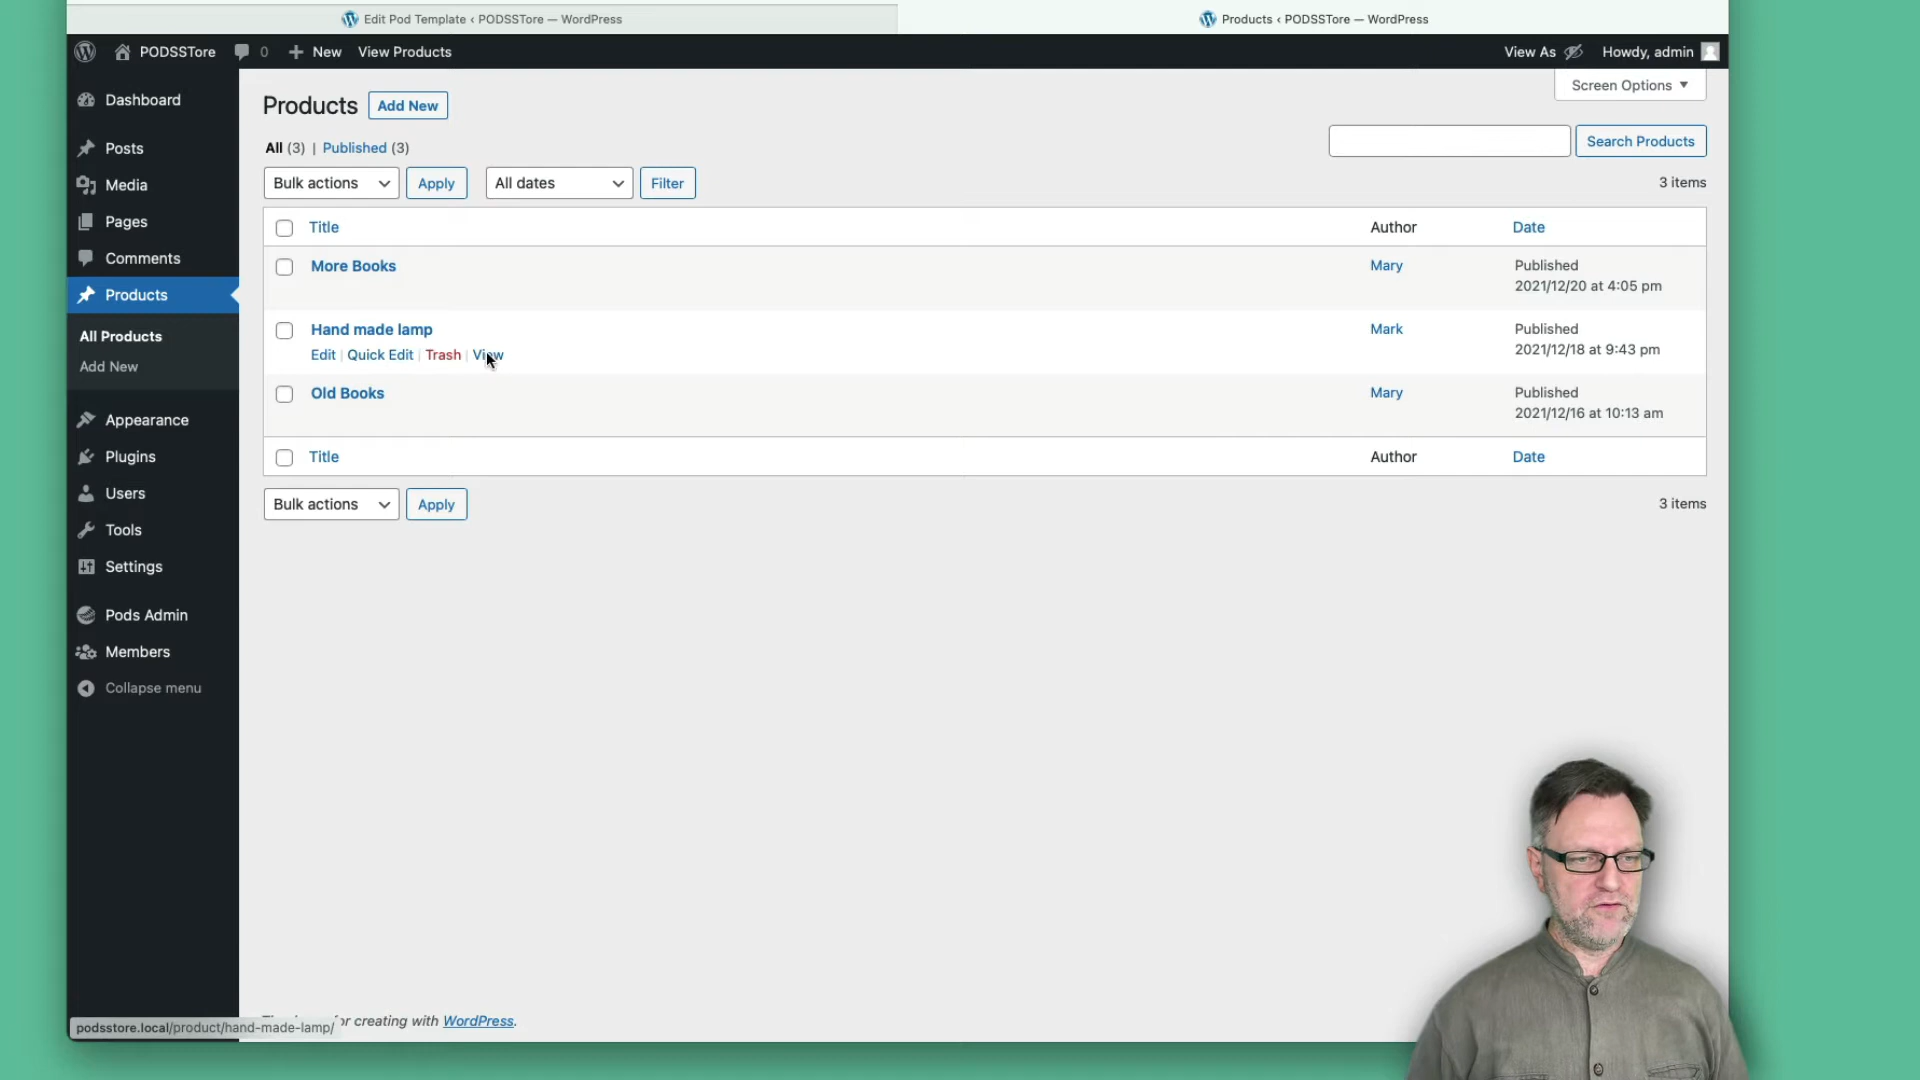 Edit Pod Template ‹ PODSSTore — WordPress
Products ‹ PODSSTore — WordPress
PODSSTore 0 New View Products View As Howdy, admin
Screen Options
Dashboard
Posts
Media
Pages
Comments
Products
All Products
Add New
Appearance
Plugins
Users
Tools
Settings
Pods Admin
Members
Collapse menu
Products Add New
All (3) | Published (3)
Search Products
Bulk actions Apply All dates Filter 3 items
Title Author Date
More Books Mary Published
2021/12/20 at 4:05 pm
Hand made lamp Mark Published
Edit | Quick Edit | Trash | View 2021/12/18 at 9:43 pm
Old Books Mary Published
2021/12/16 at 10:13 am
Title Author Date
Bulk actions Apply 3 items
for creating with WordPress.
podsstore.local/product/hand-made-lamp/